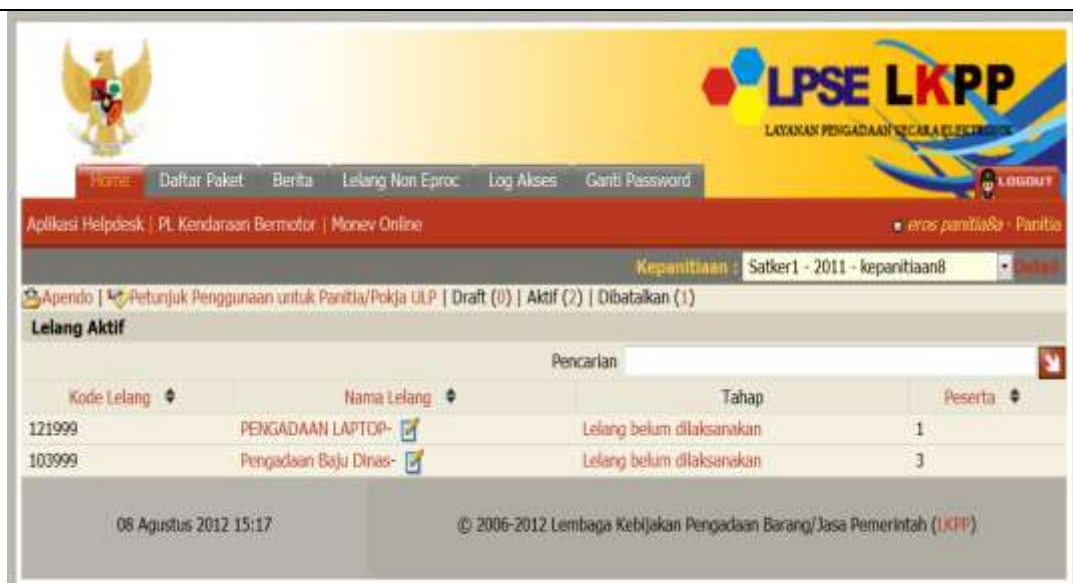 LPSE LKPP
LAYANAN PENGADAAN SECARA ELEKTRONIK
Home Daftar Paket Berita Lelang Non Eproc Log Akses Ganti Password LOGOUT
Aplikasi Helpdesk | PL Kendaraan Bermotor | Monev Online eros panitia8a - Panitia
Kepanitiaan : Satker1 - 2011 - kepanitiaan8 Detail
Apendo | Petunjuk Penggunaan untuk Panitia/Pokja ULP | Draft (0) | Aktif (2) | Dibatalkan (1)
Lelang Aktif
Pencarian
Kode Lelang Nama Lelang Tahap Peserta
121999 PENGADAAN LAPTOP- Lelang belum dilaksanakan 1
103999 Pengadaan Baju Dinas- Lelang belum dilaksanakan 3
08 Agustus 2012 15:17 © 2006-2012 Lembaga Kebijakan Pengadaan Barang/Jasa Pemerintah (LKPP)